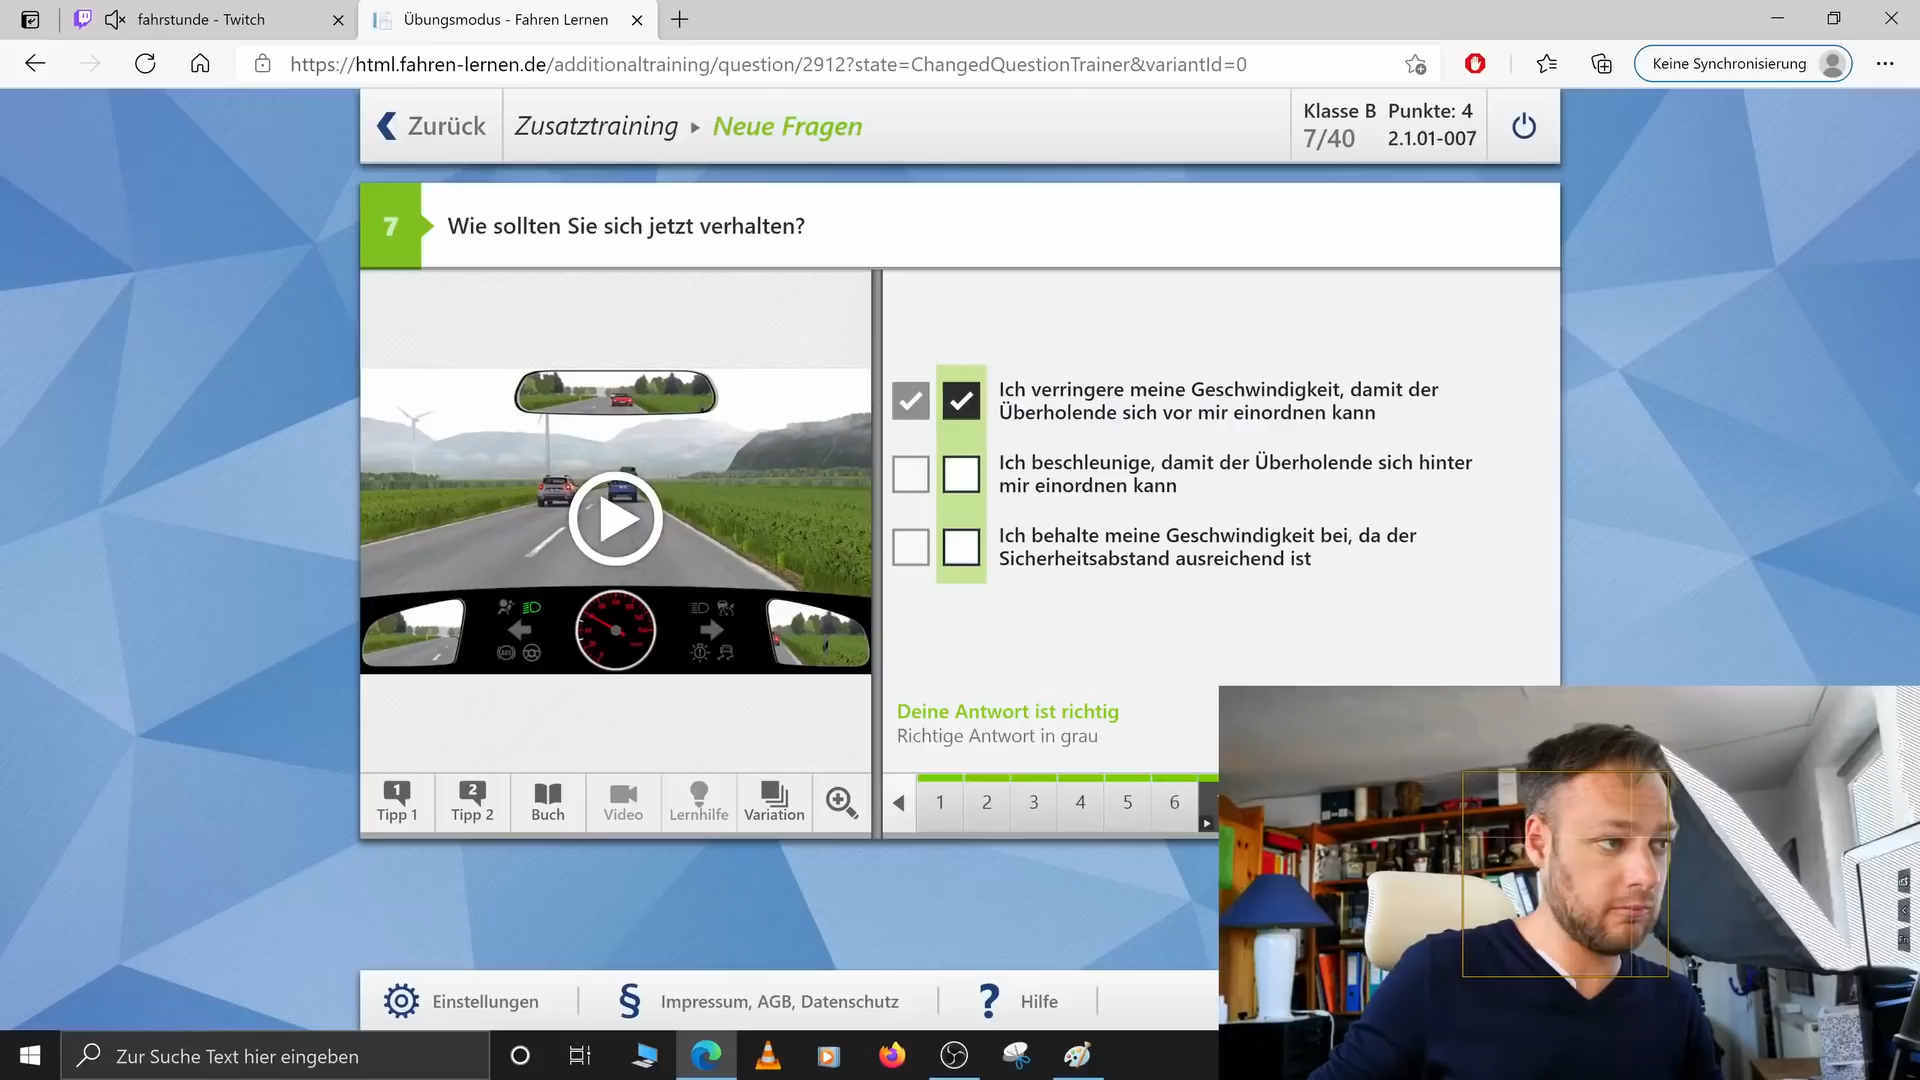 fahrstunde - Twitch
Übungsmodus - Fahren Lernen
https://html.fahren-lernen.de/additionaltraining/question/2912?state=ChangedQuestionTrainer&variantId=0
Keine Synchronisierung
Zurück
Zusatztraining
Neue Fragen
Klasse B
Punkte: 4
7/40
2.1.01-007
7
Wie sollten Sie sich jetzt verhalten?
Ich verringere meine Geschwindigkeit, damit der
Überholende sich vor mir einordnen kann
Ich beschleunige, damit der Überholende sich hinter
mir einordnen kann
Ich behalte meine Geschwindigkeit bei, da der
Sicherheitsabstand ausreichend ist
Deine Antwort ist richtig
Richtige Antwort in grau
1
Tipp 1
2
Tipp 2
Buch
Video
Lernhilfe
Variation
1 2 3 4 5 6
Einstellungen
§ Impressum, AGB, Datenschutz
? Hilfe
Zur Suche Text hier eingeben